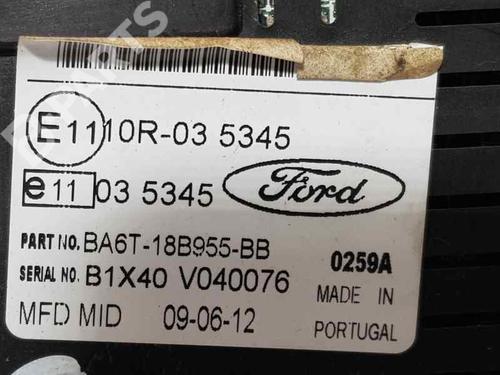 E11 10R-03 5345
e11 03 5345 Ford
PART NO. BA6T-18B955-BB 0259A
SERIAL NO. B1X40 V040076 MADE IN
MFD MID 09-06-12 PORTUGAL